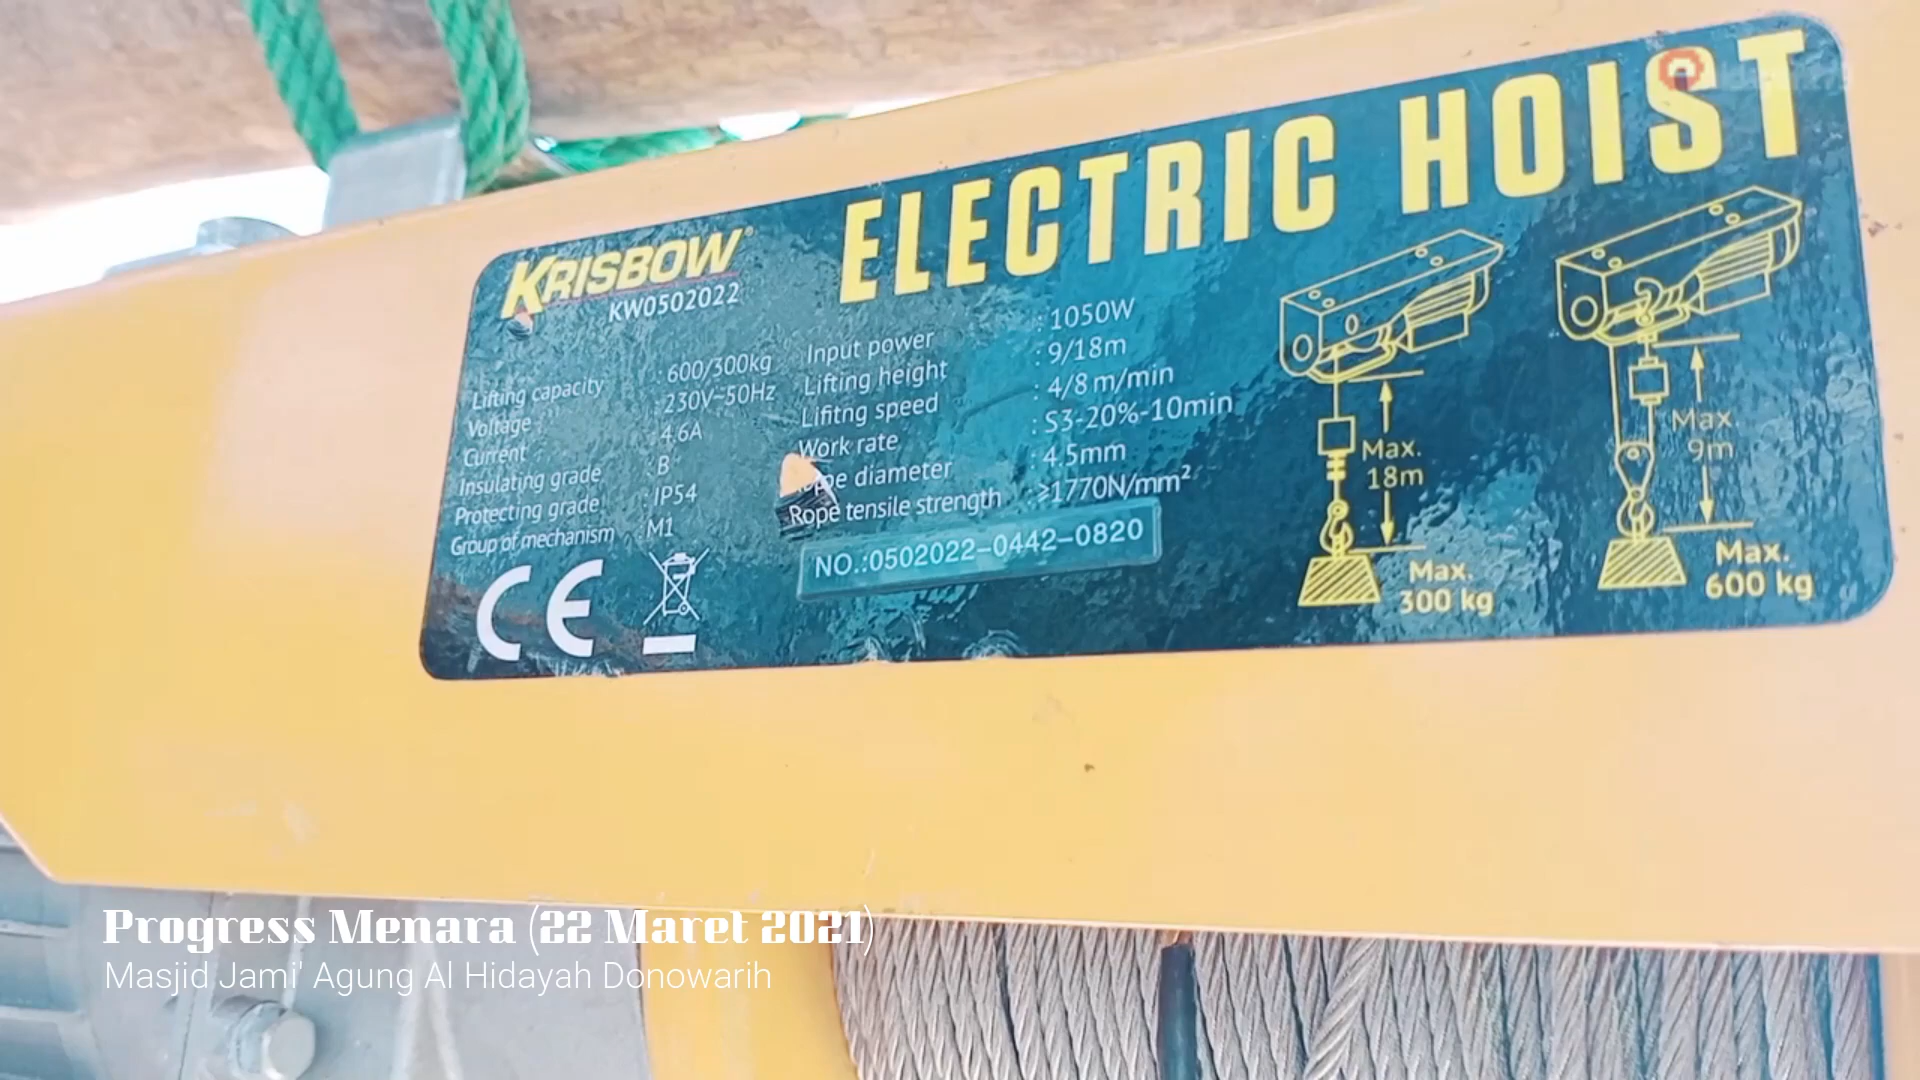 ELECTRIC HOIST
KRISBOW®
KW0502022
Lifting capacity : 600/300kg
Voltage : 230V~50Hz
Current : 4.6A
Insulating grade : B
Protecting grade : IP54
Group of mechanism : M1
Input power : 1050W
Lifting height : 9/18m
Lifitng speed : 4/8m/min
Work rate : S3-20%-10min
diameter : 4.5mm
Rope tensile strength : ≥1770N/mm²
NO.:0502022-0442-0820
CE
Max.
18m
Max.
300 kg
Max.
9m
Max.
600 kg
Progress Menara (22 Maret 2021)
Masjid Jami' Agung Al Hidayah Donowarih